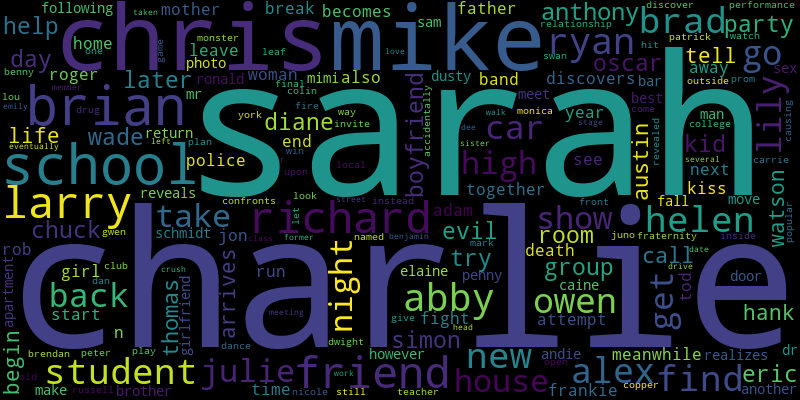 following taken monster one game chris mike father break becomes sam leaf love anthony relationship brad discover performance watch patrick party
help mother ryan swan hit tell go
day home roger leave photo woman also dusty band oscar away outside prom sex
benny later ronald mimi final discovers bar
lou emily brian mr drug colin fire boyfriend accidentally meet monica year best man come college lily causing
life member wade return york way invite diane car walk dee stage kid revealed carrie
eventually left plan police end win high see austin next several popular
school sarah upon local sister together kiss fall move
larry reveals confronts look street instead front juno fraternity watson
chuck take class richard let former adam show helen inside
rob schmidt gwen jon named benjamin evil mark room death call date
girl club charlie night elaine try penny group get drive tod door
apartment dan crush run abby caine owen
back thomas girlfriend arrives meeting give fight head attempt hank
start n dance dwight simon
begin brendan peter play however new andie meanwhile realizes dr
student julie friend work house open alex find eric
old make russell brother time nicole still teacher frankie copper another